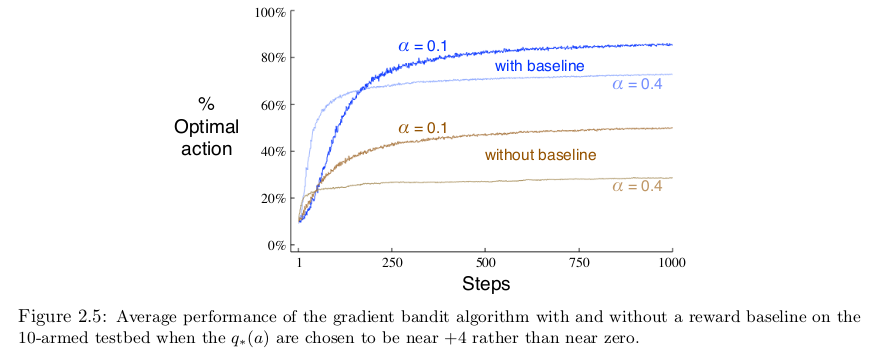 100%
α = 0.1
80%
with baseline
α = 0.4
%
Optimal
action
60%
α = 0.1
40%
without baseline
α = 0.4
20%
0%
1
250
500
750
1000
Steps
Figure 2.5: Average performance of the gradient bandit algorithm with and without a reward baseline on the
10-armed testbed when the q*(a) are chosen to be near +4 rather than near zero.